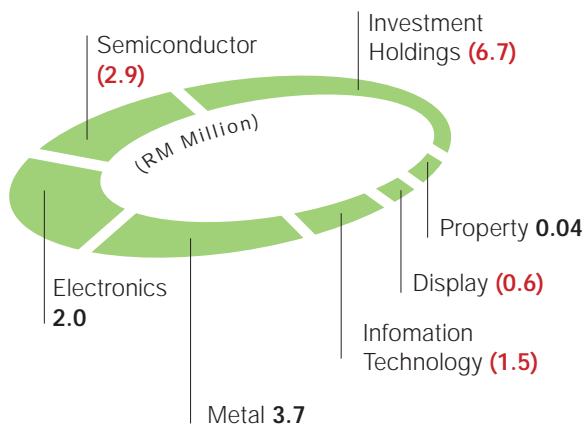 Investment
Holdings (6.7)
Semiconductor
(2.9)
(RM Million)
Property 0.04
Display (0.6)
Electronics
2.0
Infomation
Technology (1.5)
Metal 3.7